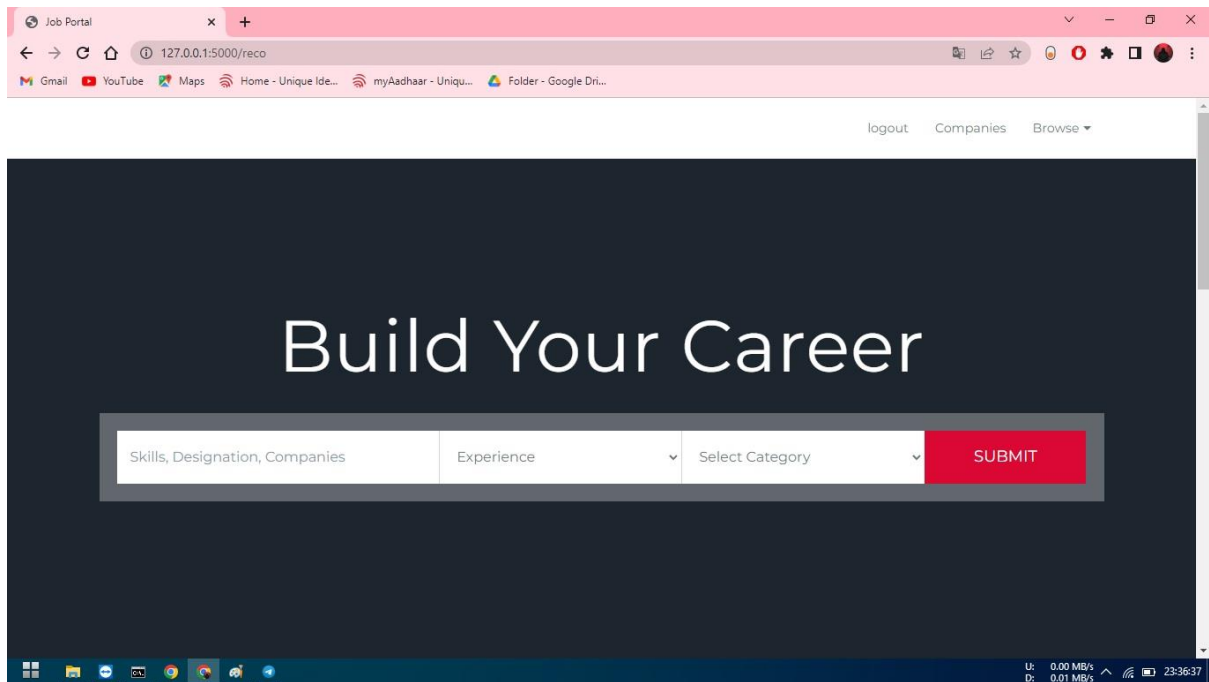 Job Portal
127.0.0.1:5000/reco
Gmail YouTube Maps Home - Unique Ide... myAadhaar - Uniqu... Folder - Google Dri...
logout Companies Browse
Build Your Career
Skills, Designation, Companies Experience Select Category SUBMIT
U: 0.00 MB/s
D: 0.01 MB/s
23:36:37